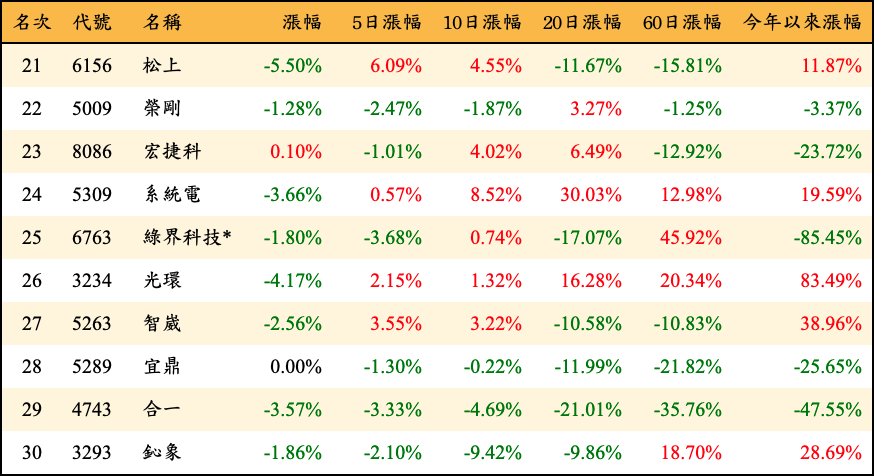 名次 代號 名稱 漲幅 5日漲幅 10日漲幅 20日漲幅 60日漲幅 今年以來漲幅
21 6156 松上 -5.50% 6.09% 4.55% -11.67% -15.81% 11.87%
22 5009 榮剛 -1.28% -2.47% -1.87% 3.27% -1.25% -3.37%
23 8086 宏捷科 0.10% -1.01% 4.02% 6.49% -12.92% -23.72%
24 5309 系統電 -3.66% 0.57% 8.52% 30.03% 12.98% 19.59%
25 6763 綠界科技* -1.80% -3.68% 0.74% -17.07% 45.92% -85.45%
26 3234 光環 -4.17% 2.15% 1.32% 16.28% 20.34% 83.49%
27 5263 智崴 -2.56% 3.55% 3.22% -10.58% -10.83% 38.96%
28 5289 宜鼎 0.00% -1.30% -0.22% -11.99% -21.82% -25.65%
29 4743 合一 -3.57% -3.33% -4.69% -21.01% -35.76% -47.55%
30 3293 鈊象 -1.86% -2.10% -9.42% -9.86% 18.70% 28.69%